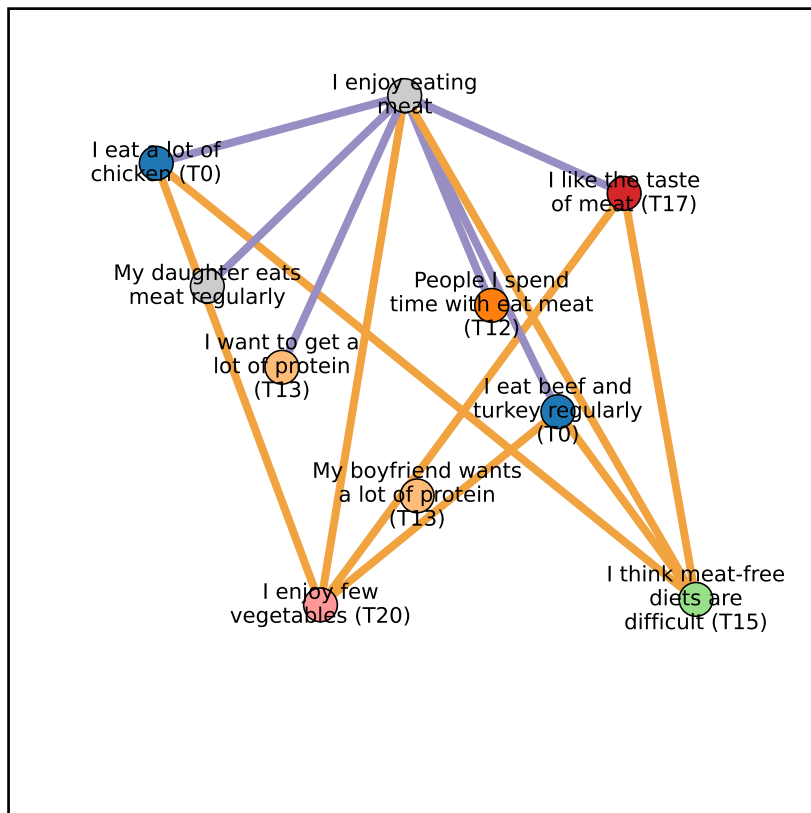 I enjoy eating
meat
I eat a lot of
chicken (T0)
I like the taste
of meat (T17)
My daughter eats
meat regularly
People I spend
time with eat meat
(T12)
I want to get a
lot of protein
(T13)
I eat beef and
turkey regularly
(T0)
My boyfriend wants
a lot of protein
(T13)
I enjoy few
vegetables (T20)
I think meat-free
diets are
difficult (T15)